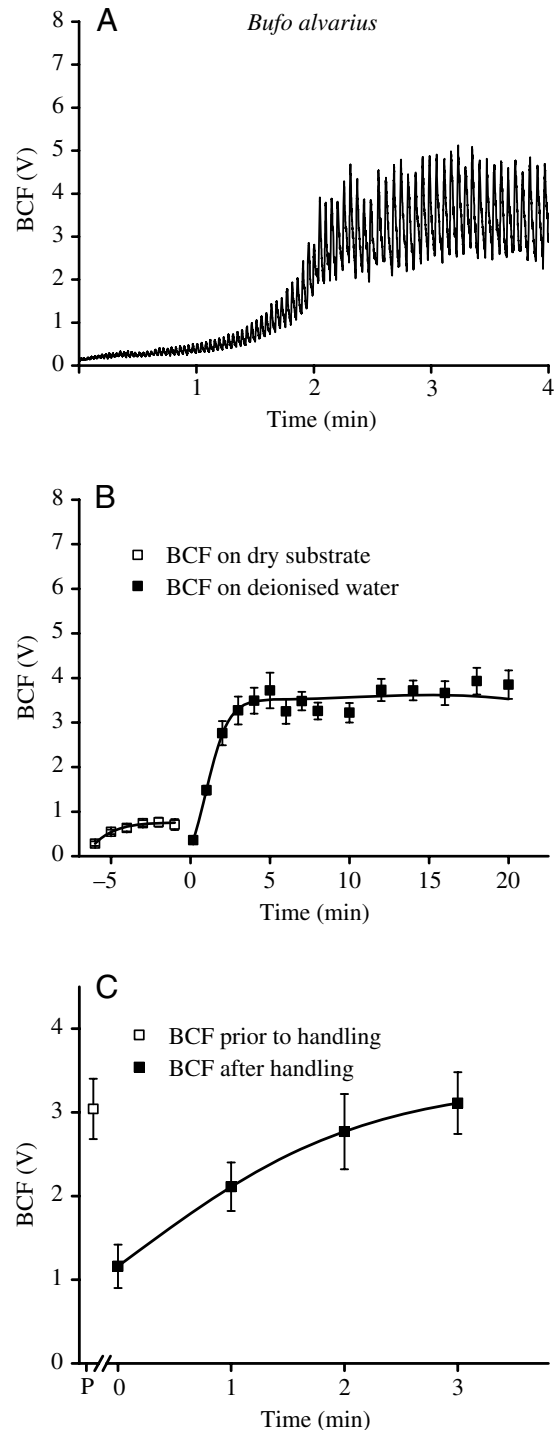 A
Bufo alvarius
8
7
6
5
4
3
2
1
0
BCF (V)
1
2
3
4
Time (min)
B
8
7
6
5
4
3
2
1
0
BCF (V)
BCF on dry substrate
BCF on deionised water
–5
0
5
10
15
20
Time (min)
C
4
3
2
1
0
BCF (V)
BCF prior to handling
BCF after handling
P
0
1
2
3
Time (min)